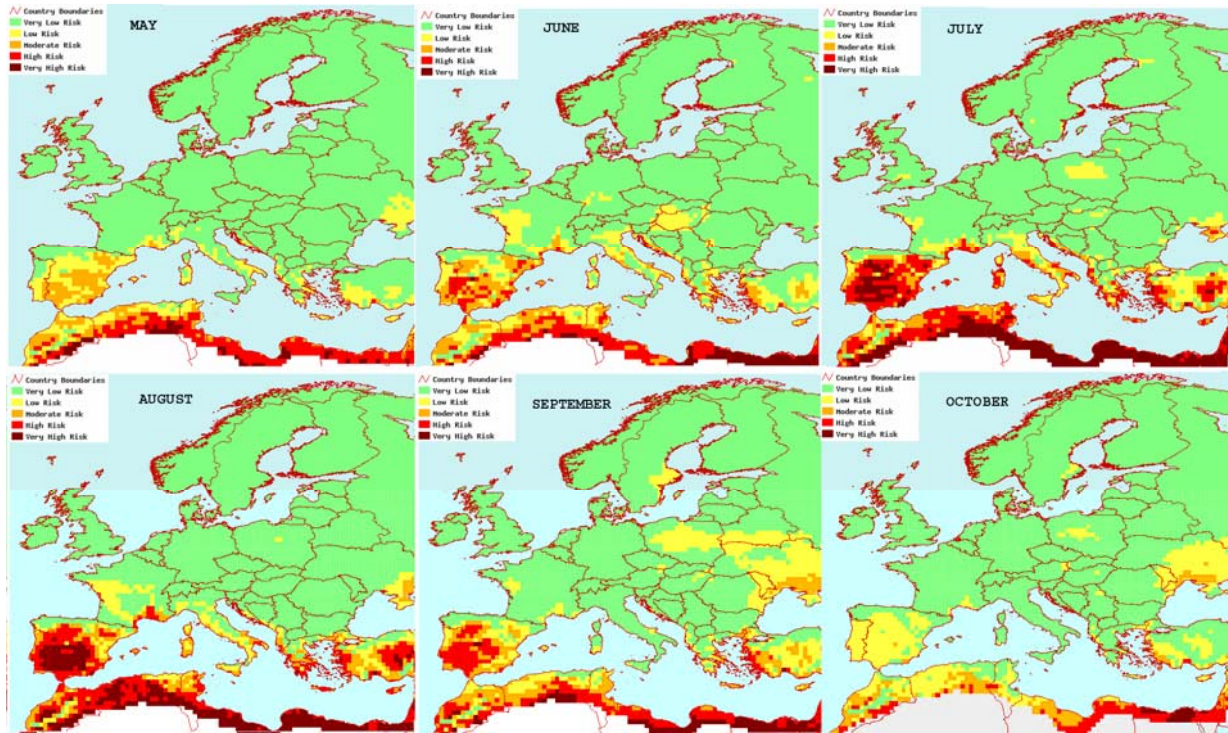 Country Boundaries
Very Low Risk
Low Risk
Moderate Risk
High Risk
Very High Risk
MAY
Country Boundaries
Very Low Risk
Low Risk
Moderate Risk
High Risk
Very High Risk
JUNE
Country Boundaries
Very Low Risk
Low Risk
Moderate Risk
High Risk
Very High Risk
JULY
Country Boundaries
Very Low Risk
Low Risk
Moderate Risk
High Risk
Very High Risk
AUGUST
Country Boundaries
Very Low Risk
Low Risk
Moderate Risk
High Risk
Very High Risk
SEPTEMBER
Country Boundaries
Very Low Risk
Low Risk
Moderate Risk
High Risk
Very High Risk
OCTOBER